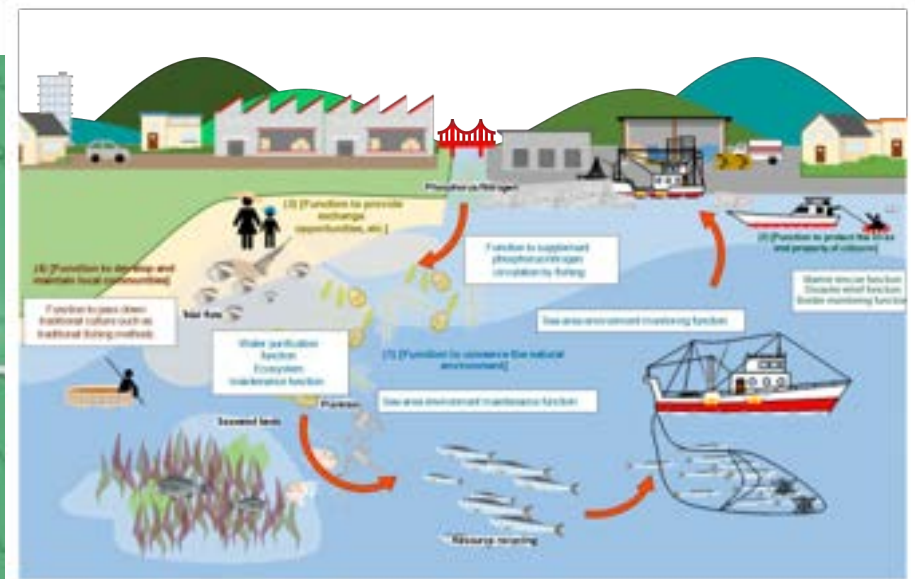 Phosphorus/Nitrogen
(3) [Function to provide
exchange
opportunities, etc.]
Function to supplement
phosphorus/nitrogen
circulation by fishing
(2) [Function to protect the lives
and property of citizens]
(4) [Function to develop and
maintain local communities]
Marine rescue function
Disaster relief function
Border monitoring function
Function to pass down
traditional culture such as
traditional fishing methods
Tidal flats
Sea area environment monitoring function
Water purification
function
Ecosystem
maintenance function
(1) [Function to conserve the natural
environment]
Plankton
Sea area environment maintenance function
Seaweed beds
Resource recycling